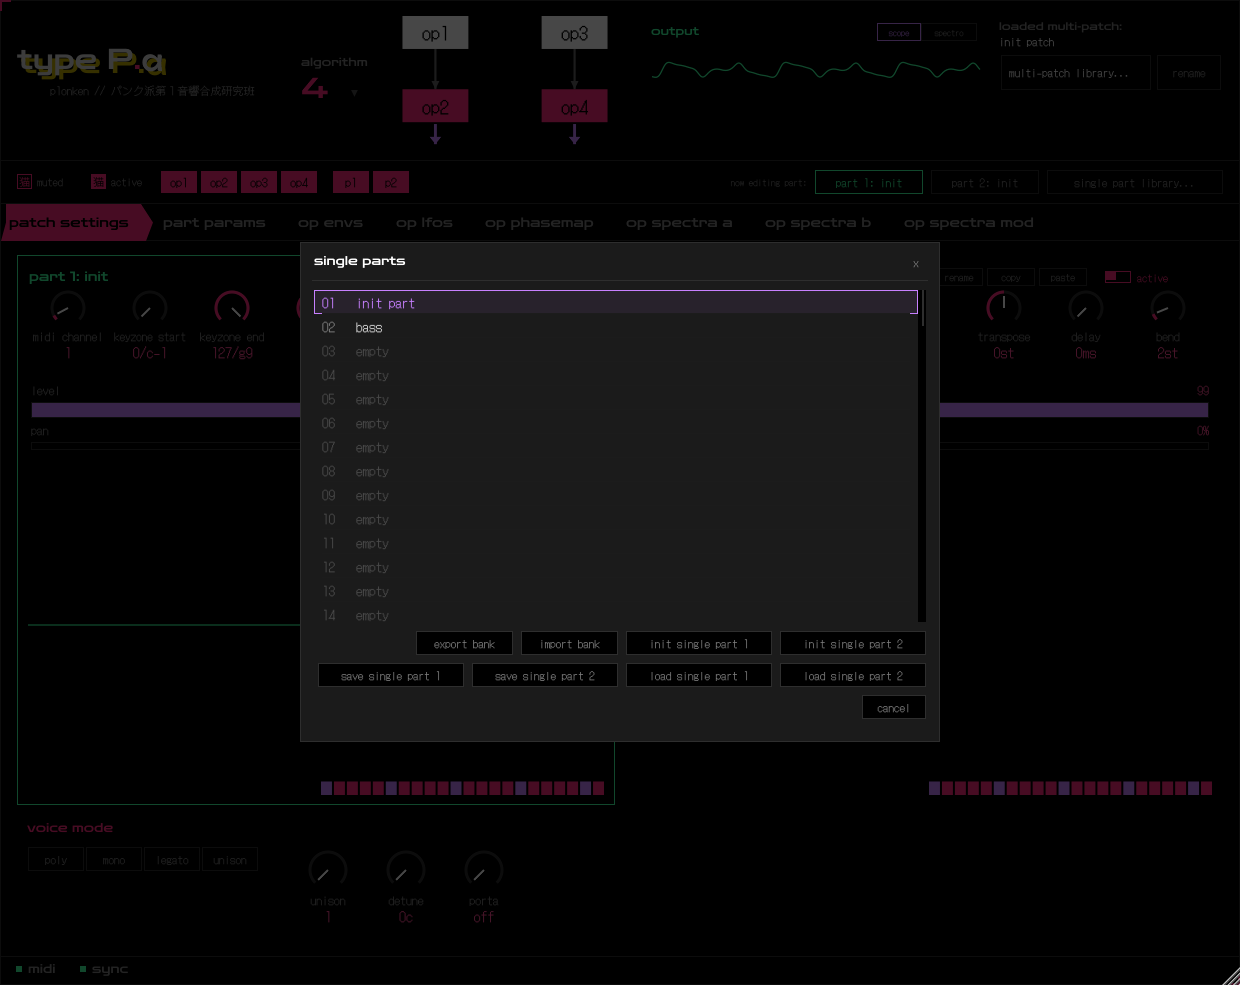 type P.a
plonken // パンク派第1音響合成研究班
algorithm
4
op1
op2
op3
op4
output
scope
spectra
loaded multi-patch:
init patch
multi-patch library...
rename
muted
active
op1
op2
op3
op4
p1
p2
now editing part:
part 1: init
part 2: init
single part library...
patch settings
part params
op envs
op lfos
op phasemap
op spectra a
op spectra b
op spectra mod
part 1: init
rename
copy
paste
active
midi channel
1
keyzone start
0/c-1
keyzone end
127/g9
transpose
0st
delay
0ms
bend
2st
level
99
pan
0%
single parts
x
01 init part
02 bass
03 empty
04 empty
05 empty
06 empty
07 empty
08 empty
09 empty
10 empty
11 empty
12 empty
13 empty
14 empty
export bank
import bank
init single part 1
init single part 2
save single part 1
save single part 2
load single part 1
load single part 2
cancel
voice mode
poly
mono
legato
unison
unison
1
detune
0c
porta
off
midi
sync